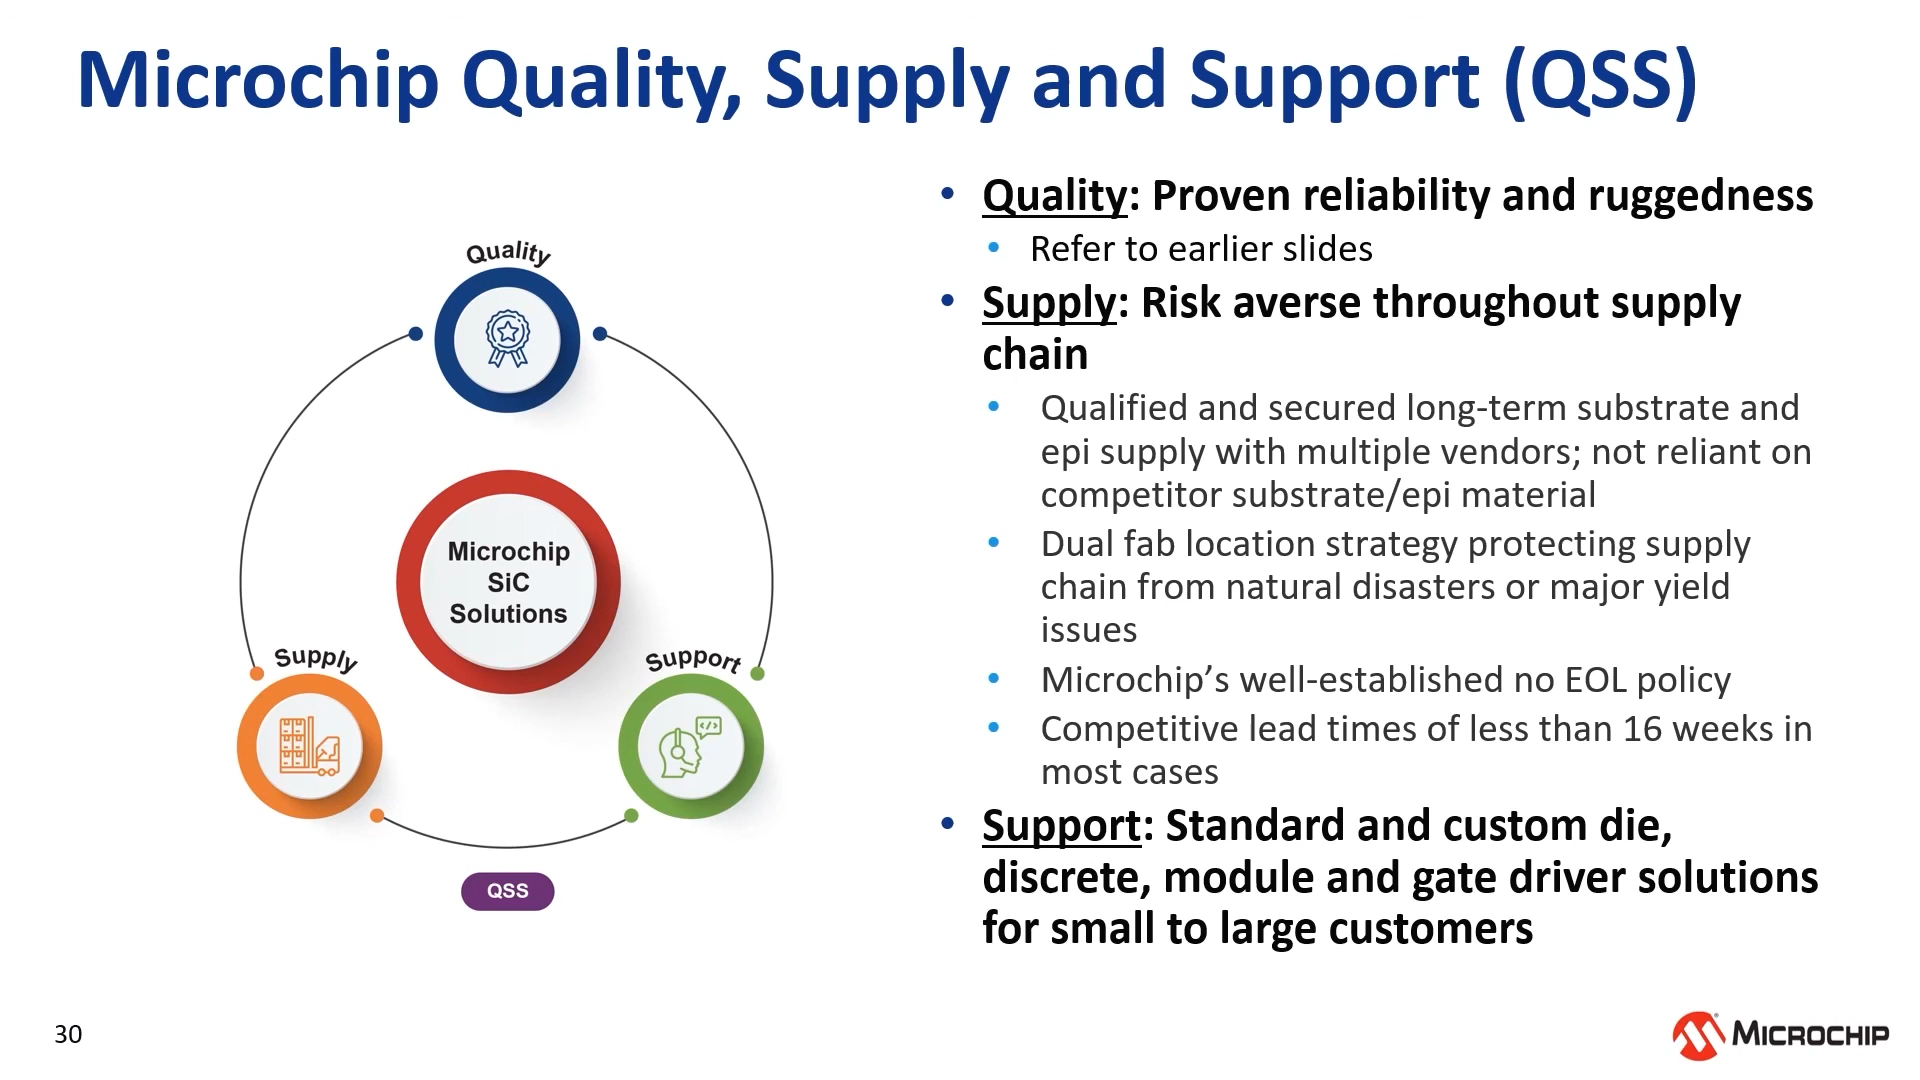 Microchip Quality, Supply and Support (QSS)
Quality
Microchip
SiC
Solutions
Supply
Support
QSS
• Quality: Proven reliability and ruggedness
• Refer to earlier slides
• Supply: Risk averse throughout supply
chain
• Qualified and secured long-term substrate and
epi supply with multiple vendors; not reliant on
competitor substrate/epi material
• Dual fab location strategy protecting supply
chain from natural disasters or major yield
issues
• Microchip’s well-established no EOL policy
• Competitive lead times of less than 16 weeks in
most cases
• Support: Standard and custom die,
discrete, module and gate driver solutions
for small to large customers
30
MICROCHIP